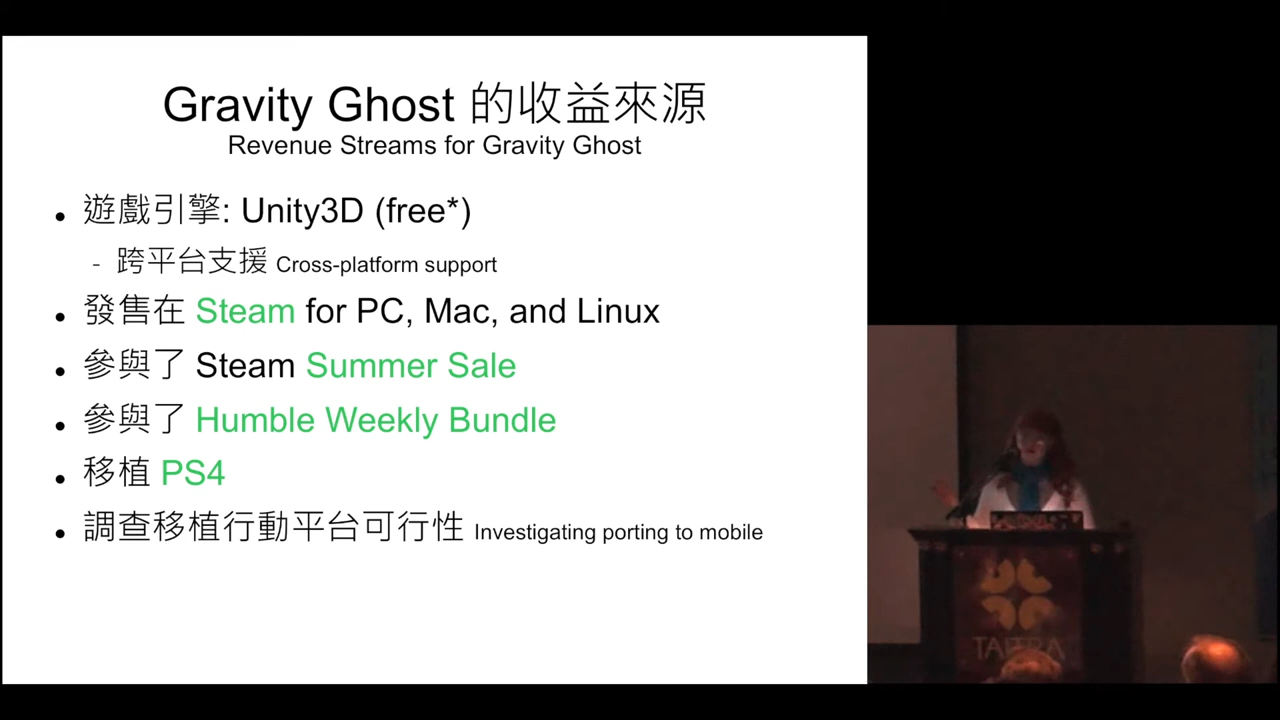 Gravity Ghost 的收益來源
Revenue Streams for Gravity Ghost
遊戲引擎: Unity3D (free*)
跨平台支援 Cross-platform support
發售在 Steam for PC, Mac, and Linux
參與了 Steam Summer Sale
參與了 Humble Weekly Bundle
移植 PS4
調查移植行動平台可行性 Investigating porting to mobile